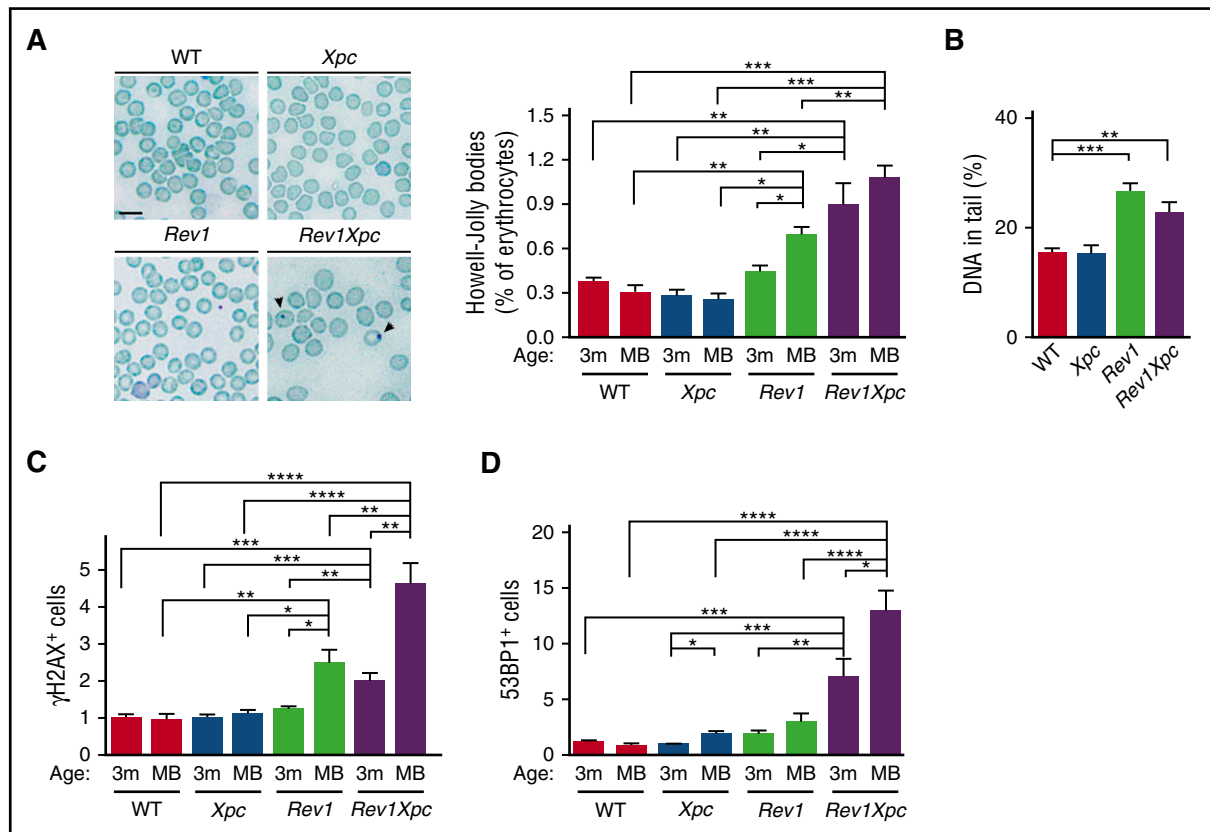 A
WT
Xpc
Rev1
Rev1Xpc
Howell-Jolly bodies
(% of erythrocytes)
1.5
1.2
0.9
0.6
0.3
0.0
***
***
**
**
**
*
**
*
*
Age: 3m MB 3m MB 3m MB 3m MB
WT Xpc Rev1 Rev1Xpc
B
DNA in tail (%)
40
20
0
**
***
WT Xpc Rev1 Rev1Xpc
C
γH2AX⁺ cells
5
4
3
2
1
0
****
****
**
**
***
***
**
**
*
*
Age: 3m MB 3m MB 3m MB 3m MB
WT Xpc Rev1 Rev1Xpc
D
53BP1⁺ cells
20
15
10
5
0
****
****
****
*
***
***
* **
Age: 3m MB 3m MB 3m MB 3m MB
WT Xpc Rev1 Rev1Xpc